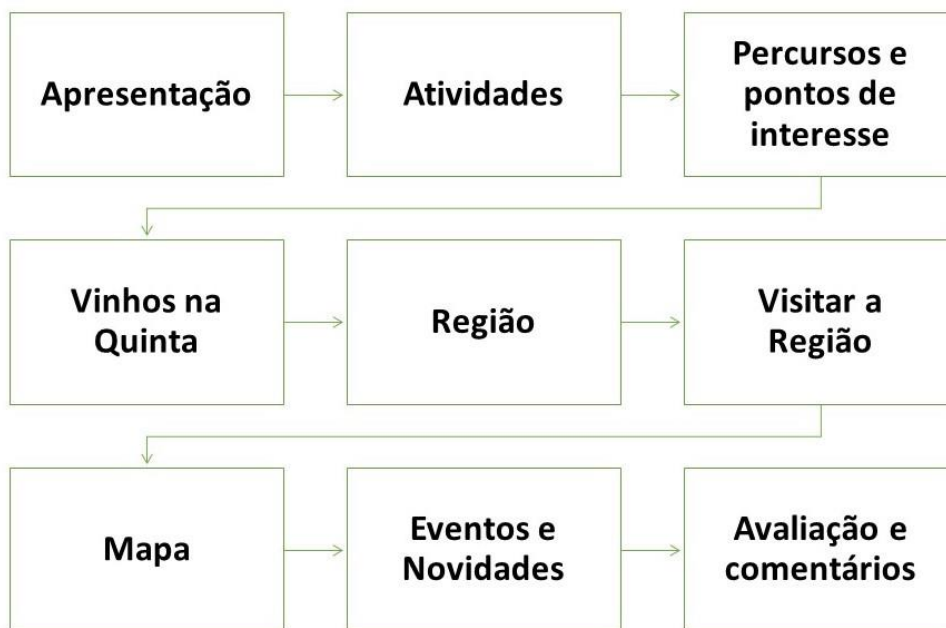 Apresentação
Atividades
Percursos e
pontos de
interesse
Vinhos na
Quinta
Região
Visitar a
Região
Mapa
Eventos e
Novidades
Avaliação e
comentários